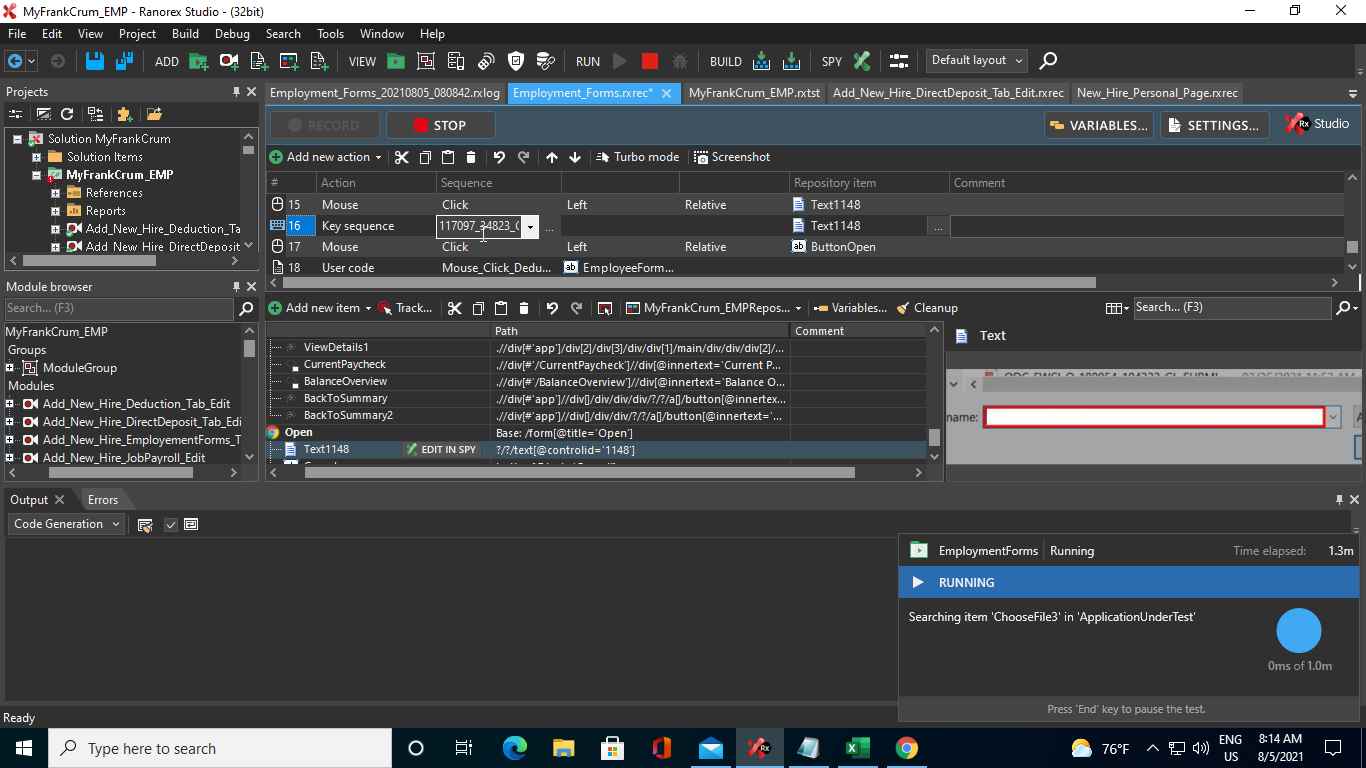 MyFrankCrum_EMP - Ranorex Studio - (32bit)
File Edit View Project Build Debug Search Tools Window Help
ADD VIEW RUN BUILD SPY Default layout
Projects
Employment_Forms_20210805_080842.rxlog Employment_Forms.rxrec* MyFrankCrum_EMP.rxtst Add_New_Hire_DirectDeposit_Tab_Edit.rxrec New_Hire_Personal_Page.rxrec
RECORD STOP VARIABLES... SETTINGS... Rx Studio
Solution MyFrankCrum
Solution Items
MyFrankCrum_EMP
References
Reports
Add_New_Hire_Deduction_Ta
Add_New_Hire_DirectDeposit
Add new action Turbo mode Screenshot
# Action Sequence Repository item Comment
15 Mouse Click Left Relative Text1148
16 Key sequence 117097_34823_ ... Text1148 ...
17 Mouse Click Left Relative ButtonOpen
18 User code Mouse_Click_Dedu... EmployeeForm...
Module browser
Search... (F3)
MyFrankCrum_EMP
Groups
ModuleGroup
Modules
Add_New_Hire_Deduction_Tab_Edit
Add_New_Hire_DirectDeposit_Tab_Edi
Add_New_Hire_EmployementForms_T
Add_New_Hire_JobPayroll_Edit
Add new item Track... MyFrankCrum_EMPRepos... Variables... Cleanup Search... (F3)
Path Comment
ViewDetails1 .//div[#'app']/div[2]/div[3]/div/div[1]/main/div/div/div[2]/...
CurrentPaycheck .//div[#'/CurrentPaycheck']//div[@innertext='Current P...
BalanceOverview .//div[#'/BalanceOverview']//div[@innertext='Balance O...
BackToSummary .//div[#'app']//div[]/div/div/?/?/a[]/button[@innertex...
BackToSummary2 .//div[#'app']//div[]/div/div/?/?/a[]/button[@innertext='...
Open Base: /form[@title='Open']
Text1148 EDIT IN SPY ?/?/text[@controlid='1148']
Text
name:
Output Errors
Code Generation
EmploymentForms Running Time elapsed: 1.3m
RUNNING
Searching item 'ChooseFile3' in 'ApplicationUnderTest'
0ms of 1.0m
Press 'End' key to pause the test.
Ready
Type here to search
76°F
ENG
US
8:14 AM
8/5/2021